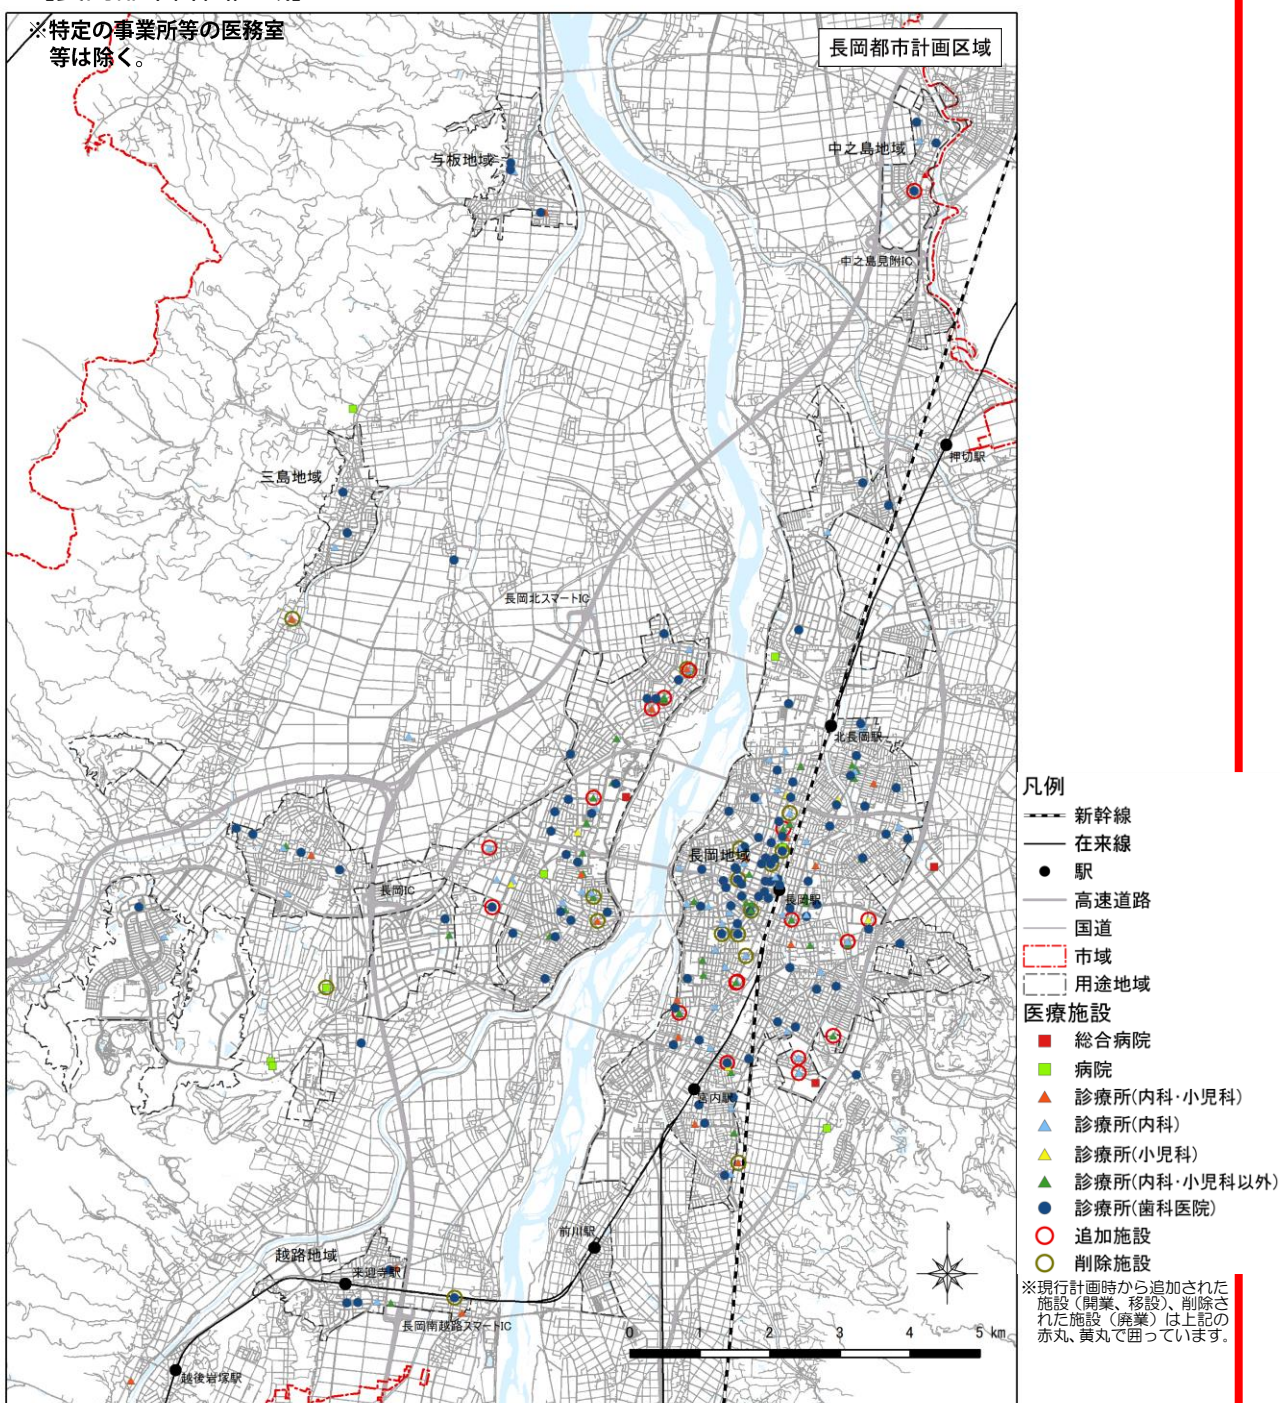 ※特定の事業所等の医務室
等は除く。
長岡都市計画区域
与板地域
中之島地域
中之島見附IC
押切駅
三島地域
長岡北スマートIC
北長岡駅
長岡地域
長岡IC
長岡駅
宮内駅
前川駅
越路地域
来迎寺駅
長岡南越路スマートIC
越後岩塚駅
0 1 2 3 4 5 km
凡例
新幹線
在来線
駅
高速道路
国道
市域
用途地域
医療施設
総合病院
病院
診療所(内科・小児科)
診療所(内科)
診療所(小児科)
診療所(内科・小児科以外)
診療所(歯科医院)
追加施設
削除施設
※現行計画時から追加された
施設（開業、移設）、削除さ
れた施設（廃業）は上記の
赤丸、黄丸で囲っています。